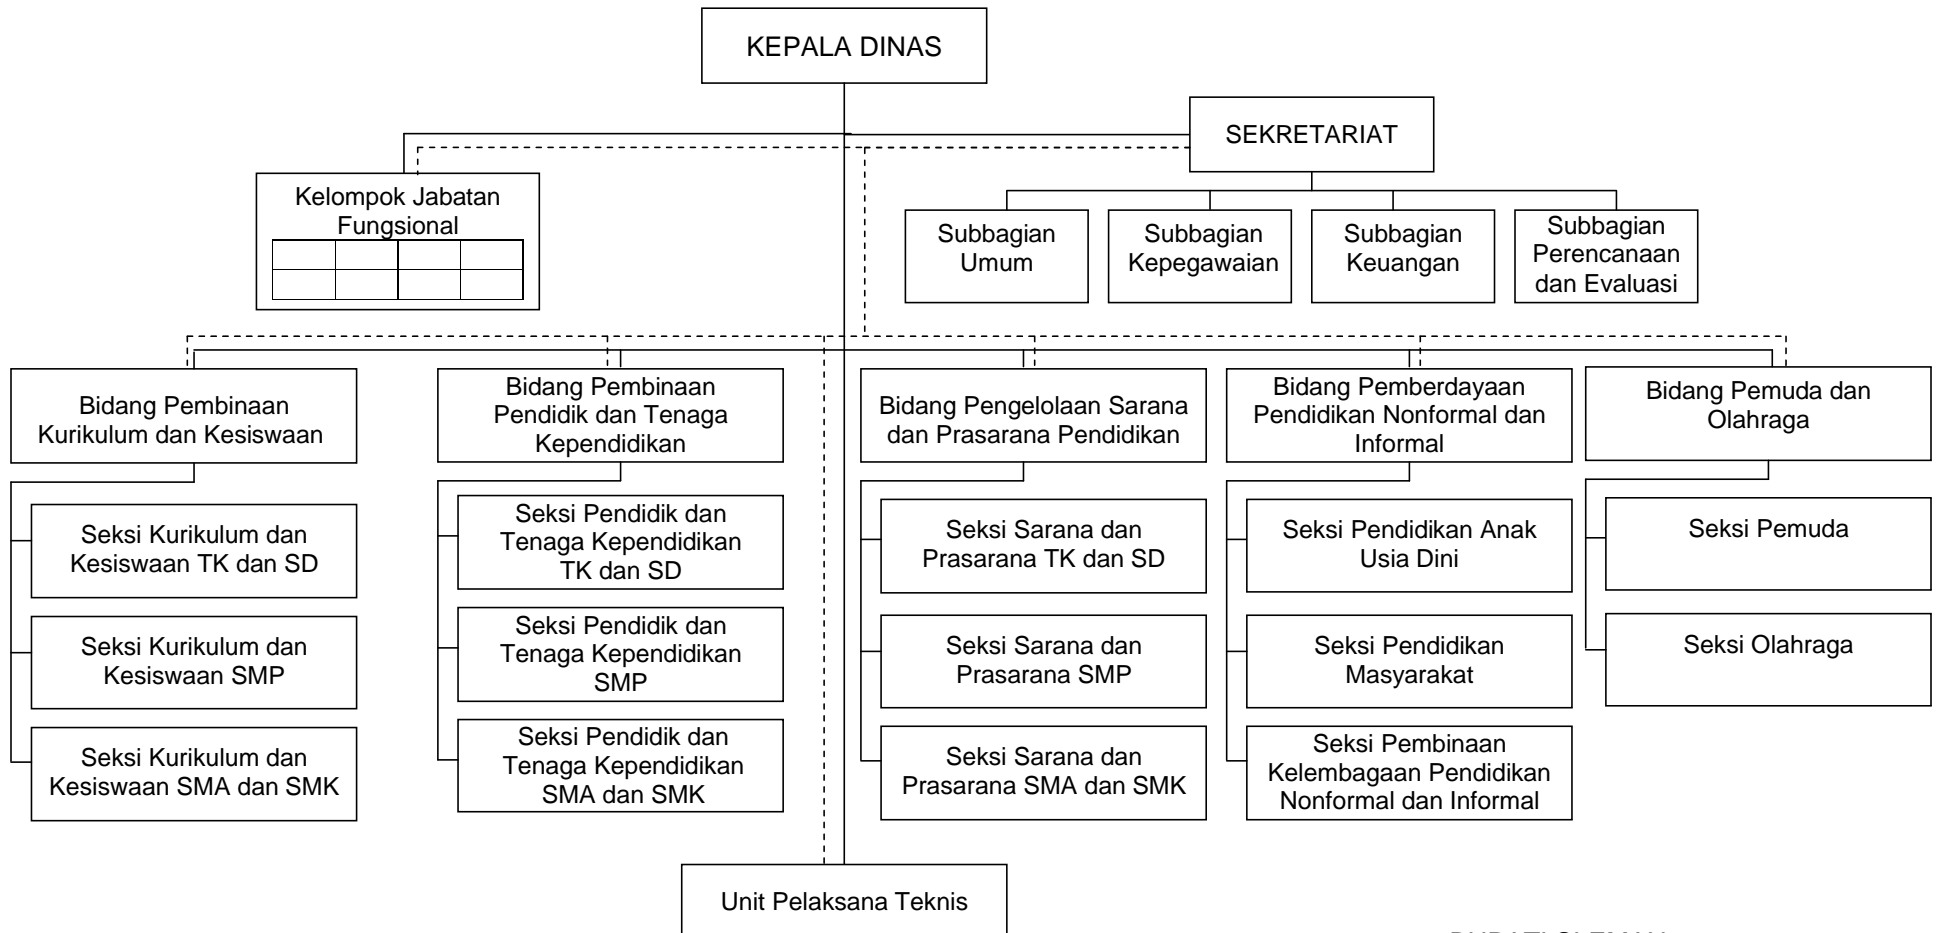 KEPALA DINAS
SEKRETARIAT
Kelompok Jabatan
Fungsional
Subbagian
Umum
Subbagian
Kepegawaian
Subbagian
Keuangan
Subbagian
Perencanaan
dan Evaluasi
Bidang Pembinaan
Kurikulum dan Kesiswaan
Bidang Pembinaan
Pendidik dan Tenaga
Kependidikan
Bidang Pengelolaan Sarana
dan Prasarana Pendidikan
Bidang Pemberdayaan
Pendidikan Nonformal dan
Informal
Bidang Pemuda dan
Olahraga
Seksi Kurikulum dan
Kesiswaan TK dan SD
Seksi Kurikulum dan
Kesiswaan SMP
Seksi Kurikulum dan
Kesiswaan SMA dan SMK
Seksi Pendidik dan
Tenaga Kependidikan
TK dan SD
Seksi Pendidik dan
Tenaga Kependidikan
SMP
Seksi Pendidik dan
Tenaga Kependidikan
SMA dan SMK
Seksi Sarana dan
Prasarana TK dan SD
Seksi Sarana dan
Prasarana SMP
Seksi Sarana dan
Prasarana SMA dan SMK
Seksi Pendidikan Anak
Usia Dini
Seksi Pendidikan
Masyarakat
Seksi Pembinaan
Kelembagaan Pendidikan
Nonformal dan Informal
Seksi Pemuda
Seksi Olahraga
Unit Pelaksana Teknis